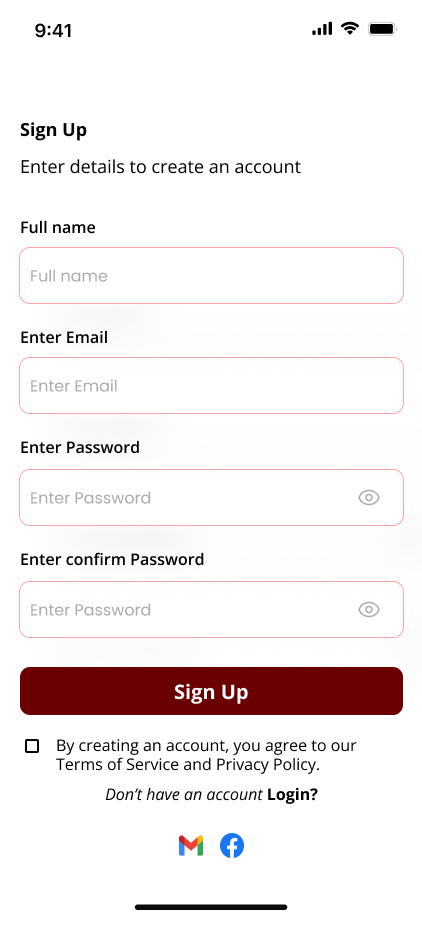 9:41
Sign Up
Enter details to create an account
Full name
Full name
Enter Email
Enter Email
Enter Password
Enter Password
Enter confirm Password
Enter Password
Sign Up
By creating an account, you agree to our
Terms of Service and Privacy Policy.
Don’t have an account Login?